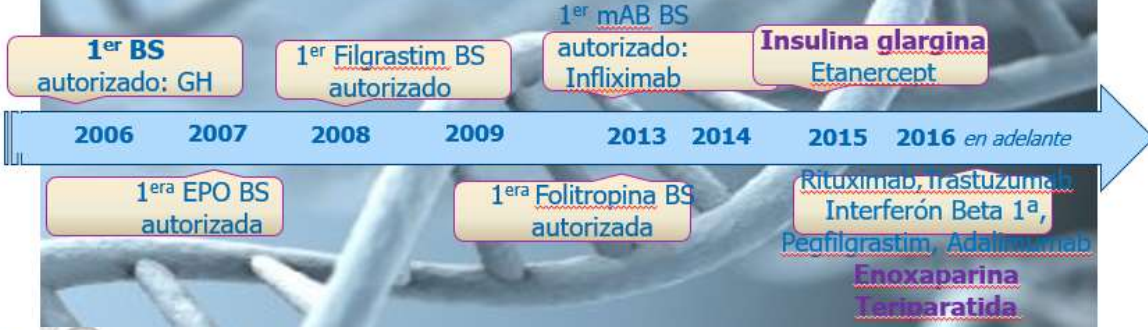 1er BS
autorizado: GH
1er Filgrastim BS
autorizado
1er mAB BS
autorizado:
Infliximab
Insulina glargina
Etanercept
2006 2007 2008 2009 2013 2014 2015 2016 en adelante
1era EPO BS
autorizada
1era Folitropina BS
autorizada
Rituximab, Trastuzumab
Interferón Beta 1ª,
Pegfilgrastim, Adalimumab
Enoxaparina
Teriparatida